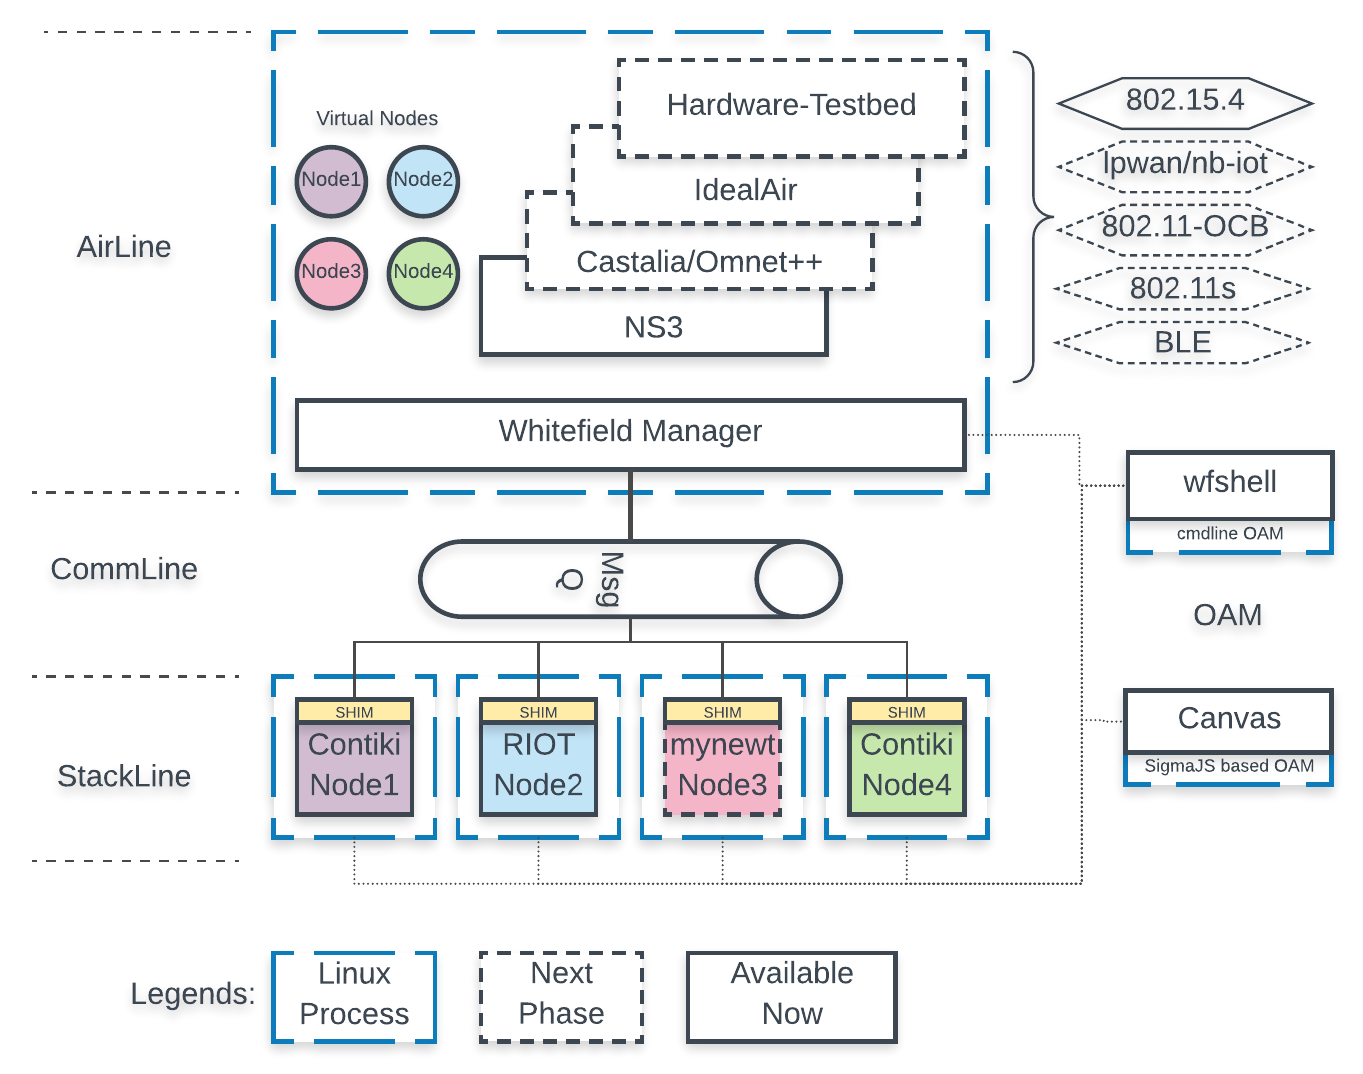 AirLine
Virtual Nodes
Node1
Node2
Node3
Node4
Hardware-Testbed
IdealAir
Castalia/Omnet++
NS3
802.15.4
lpwan/nb-iot
802.11-OCB
802.11s
BLE
Whitefield Manager
wfshell
cmdline OAM
CommLine
Msg
Q
OAM
StackLine
SHIM
Contiki
Node1
SHIM
RIOT
Node2
SHIM
mynewt
Node3
SHIM
Contiki
Node4
Canvas
SigmaJS based OAM
Legends:
Linux
Process
Next
Phase
Available
Now